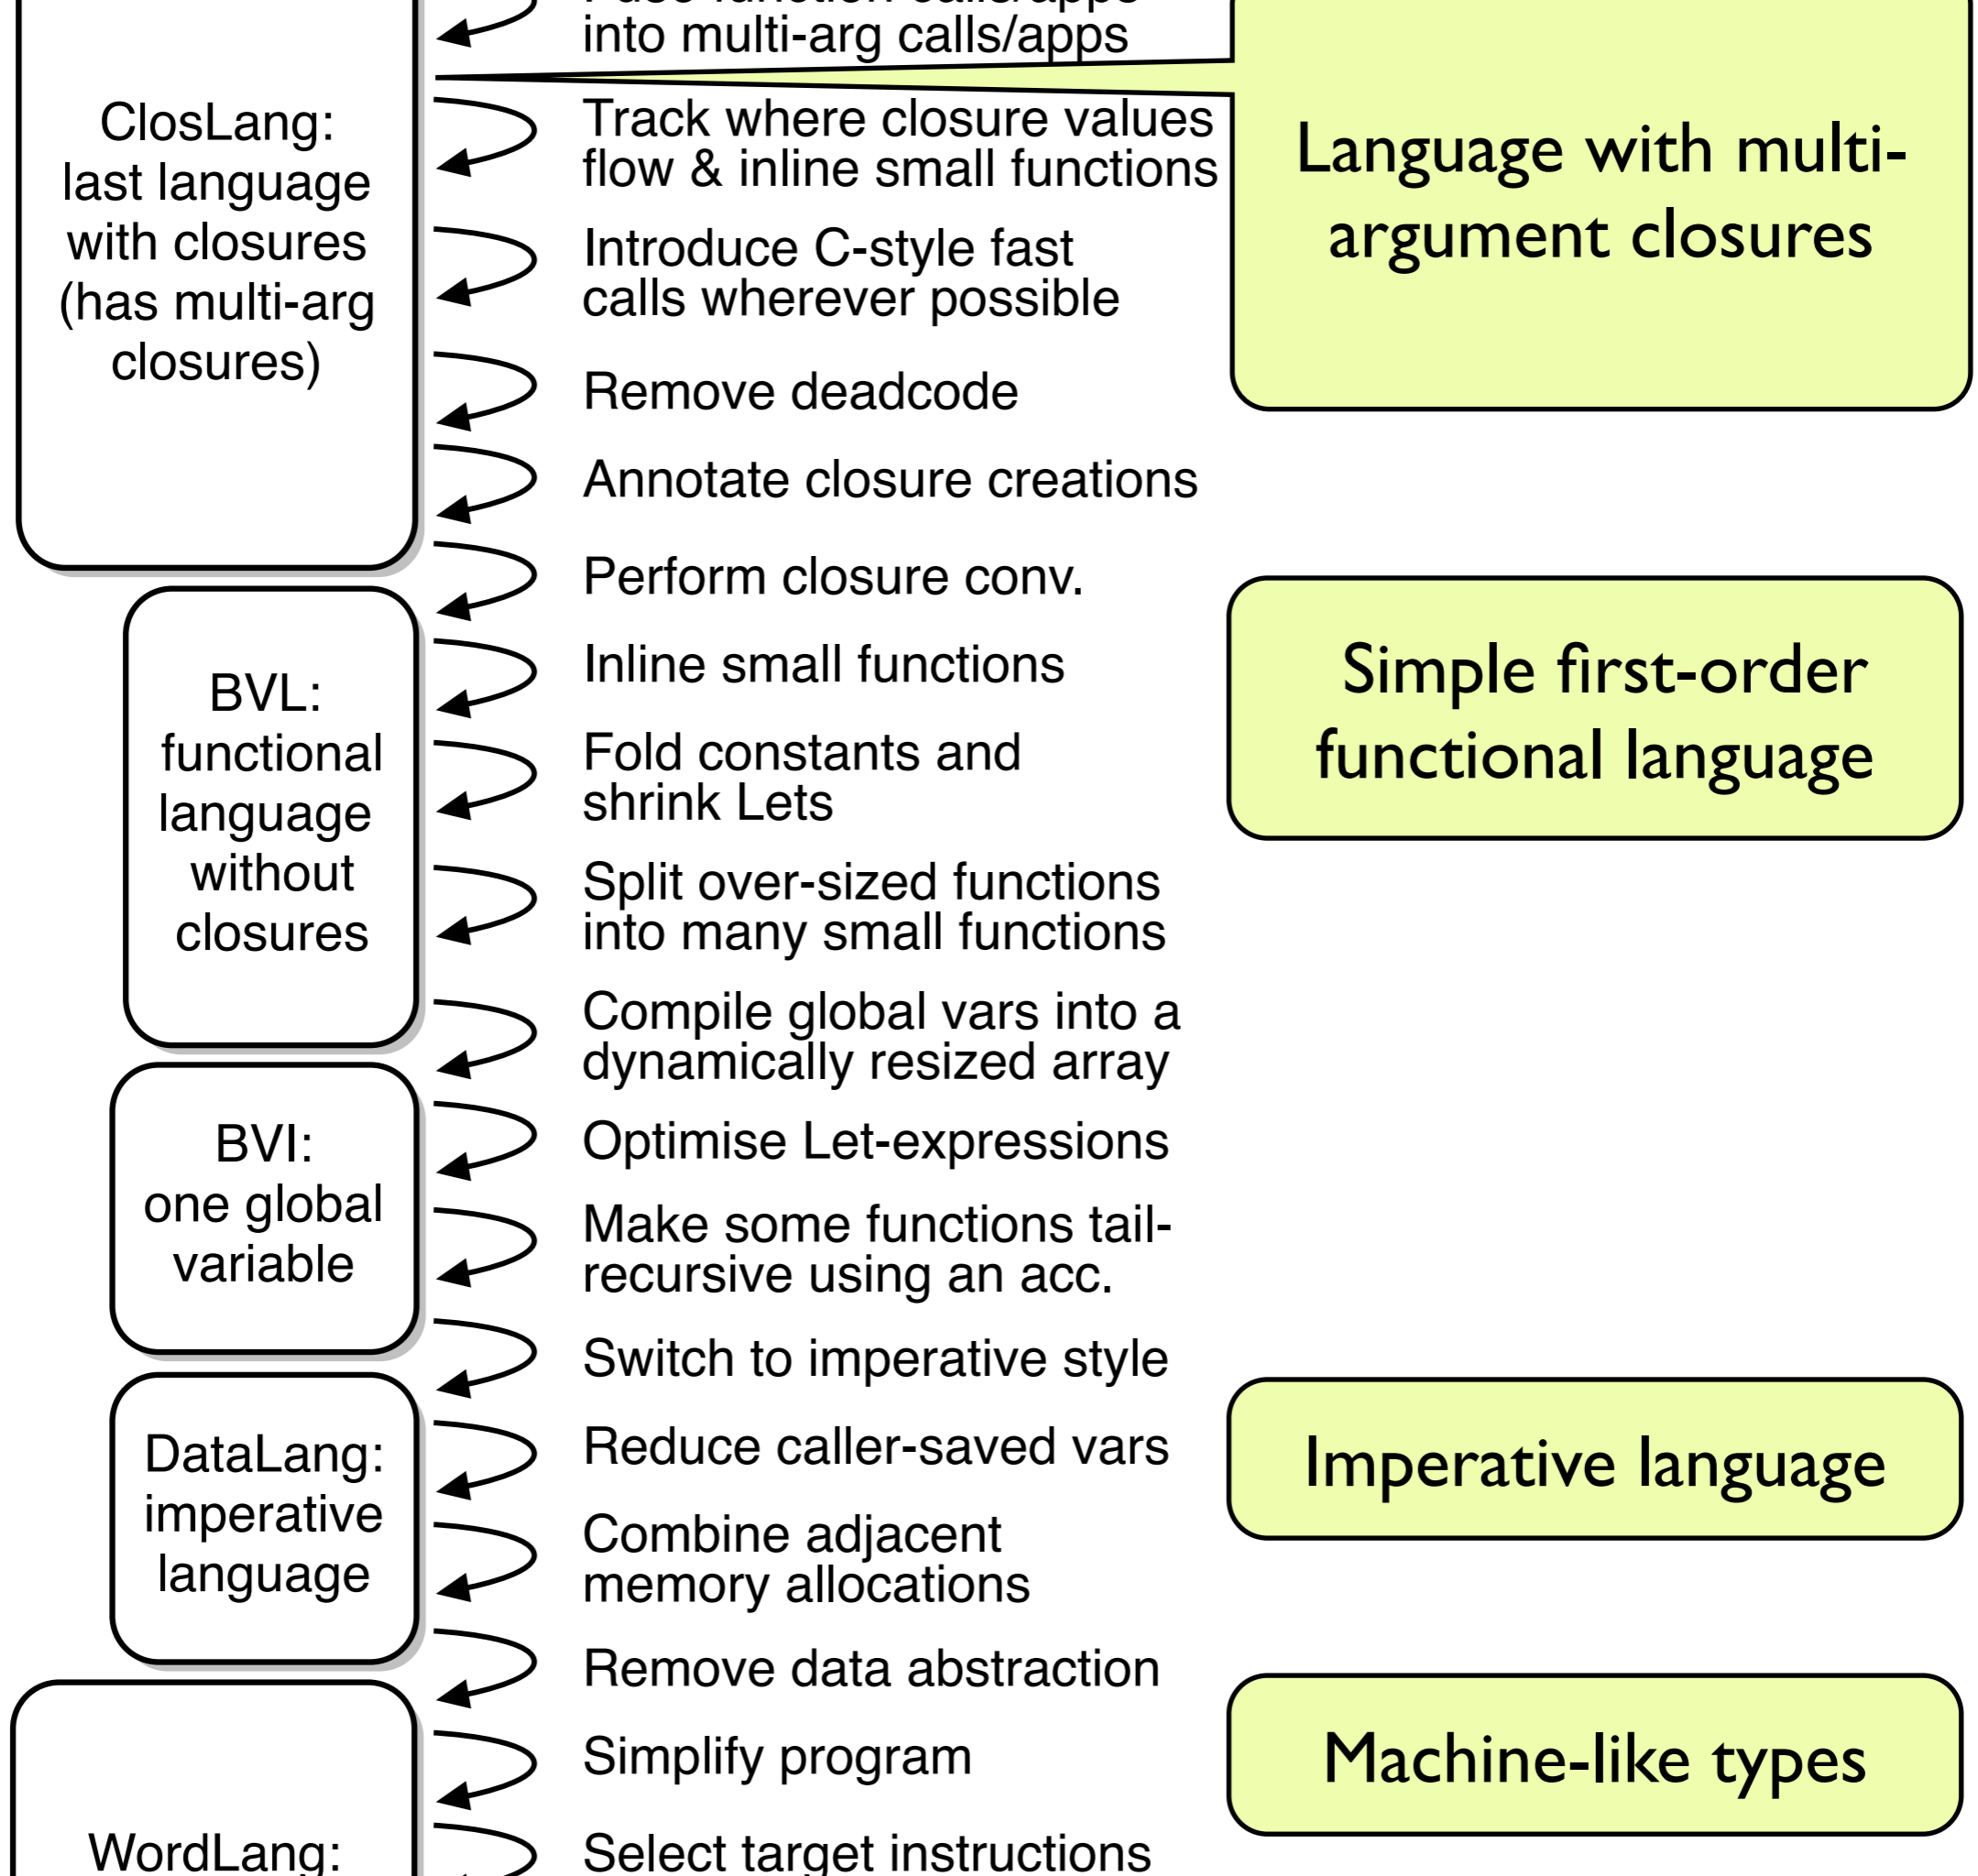 into multi-arg calls/apps
ClosLang:
last language
with closures
(has multi-arg
closures)
Track where closure values
flow & inline small functions
Introduce C-style fast
calls wherever possible
Remove deadcode
Annotate closure creations
Language with multi-
argument closures
Perform closure conv.
BVL:
functional
language
without
closures
Inline small functions
Fold constants and
shrink Lets
Split over-sized functions
into many small functions
Compile global vars into a
dynamically resized array
Simple first-order
functional language
BVI:
one global
variable
Optimise Let-expressions
Make some functions tail-
recursive using an acc.
Switch to imperative style
DataLang:
imperative
language
Reduce caller-saved vars
Combine adjacent
memory allocations
Remove data abstraction
Imperative language
WordLang:
Simplify program
Select target instructions
Machine-like types